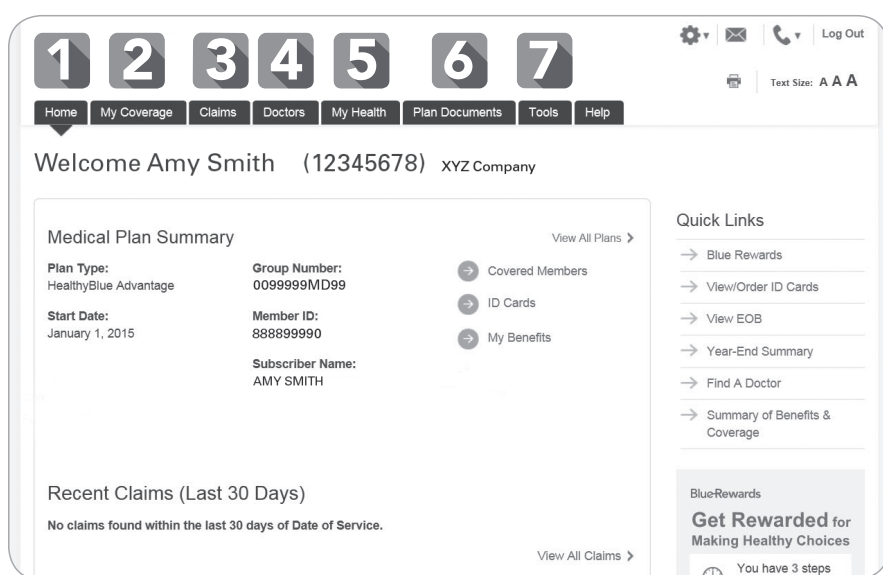 Log Out
Text Size: A A A
1 2 3 4 5 6 7
Home My Coverage Claims Doctors My Health Plan Documents Tools Help
Welcome Amy Smith (12345678) XYZ Company
Medical Plan Summary
View All Plans
Plan Type:
HealthyBlue Advantage
Start Date:
January 1, 2015
Group Number:
0099999MD99
Member ID:
888899990
Subscriber Name:
AMY SMITH
Covered Members
ID Cards
My Benefits
Recent Claims (Last 30 Days)
No claims found within the last 30 days of Date of Service.
View All Claims
Quick Links
Blue Rewards
View/Order ID Cards
View EOB
Year-End Summary
Find A Doctor
Summary of Benefits &
Coverage
BlueRewards
Get Rewarded for
Making Healthy Choices
You have 3 steps